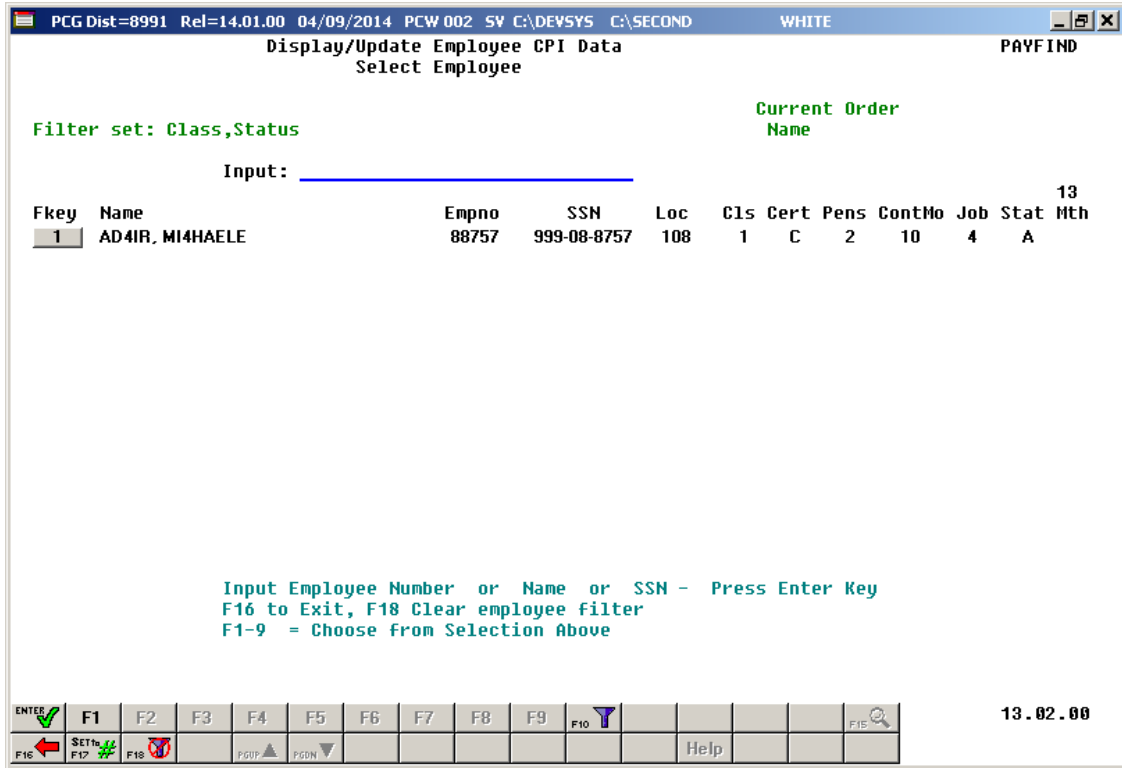 PCG Dist=8991 Rel=14.01.00 04/09/2014 PCW 002 SV C:\DEVSYS C:\SECOND WHITE
Display/Update Employee CPI Data PAYFIND
Select Employee
Current Order
Filter set: Class,Status Name
Input:
13
Fkey Name Empno SSN Loc Cls Cert Pens ContMo Job Stat Mth
1 AD4IR, MI4HAELE 88757 999-08-8757 108 1 C 2 10 4 A
Input Employee Number or Name or SSN - Press Enter Key
F16 to Exit, F18 Clear employee filter
F1-9 = Choose from Selection Above
ENTER F1 F2 F3 F4 F5 F6 F7 F8 F9 F10 F15 13.02.00
F16 SETto F17 F18 PGUP PGDN Help